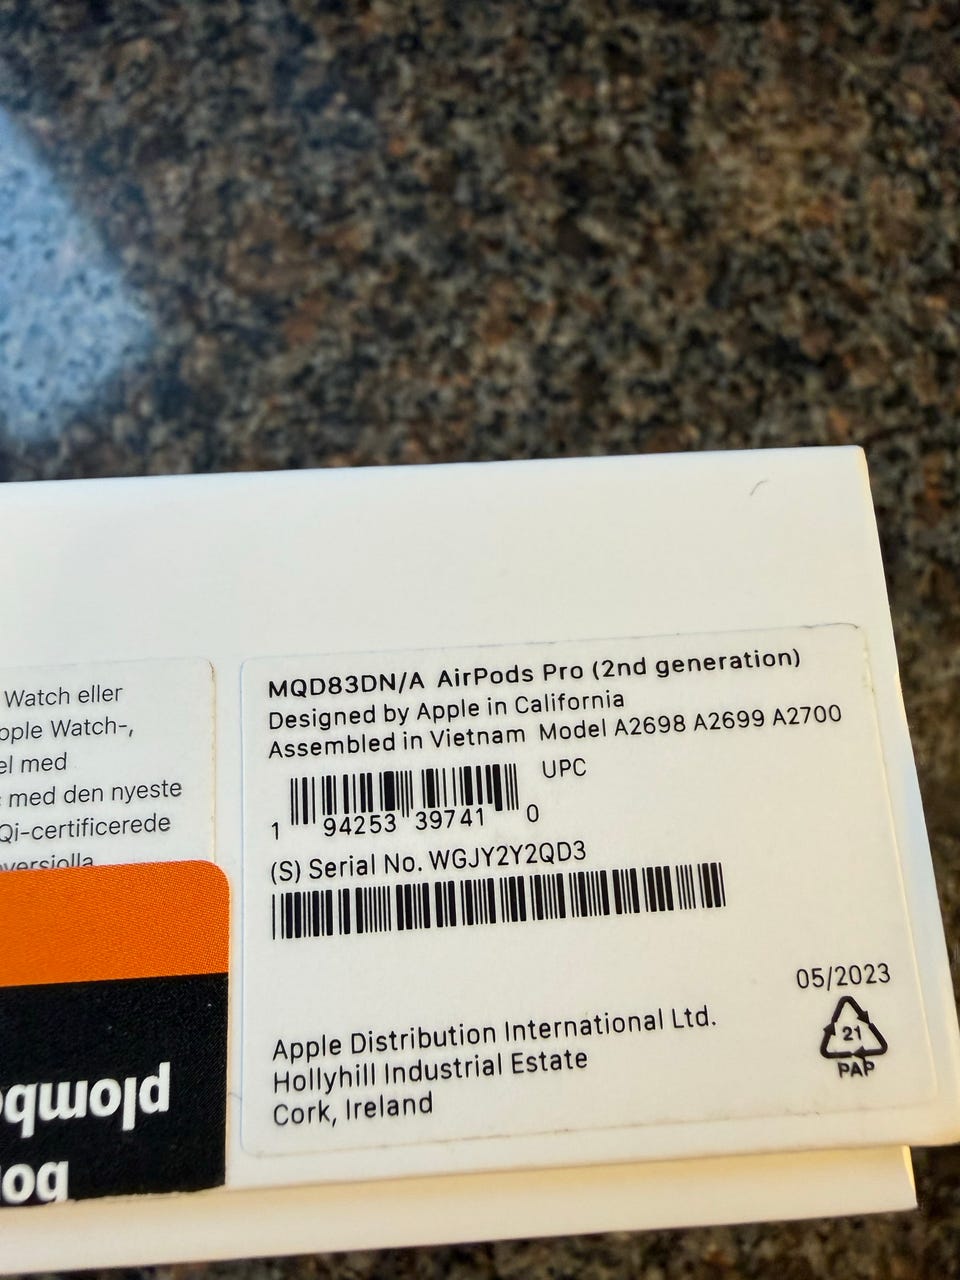 Watch eller
Watch-,
med
med den nyeste
Qi-certificerede
MQD83DN/A AirPods Pro (2nd generation)
Designed by Apple in California
Assembled in Vietnam Model A2698 A2699 A2700
UPC
1 94253 39741 0
(S) Serial No. WGJY2Y2QD3
05/2023
21
PAP
Apple Distribution International Ltd.
Hollyhill Industrial Estate
Cork, Ireland